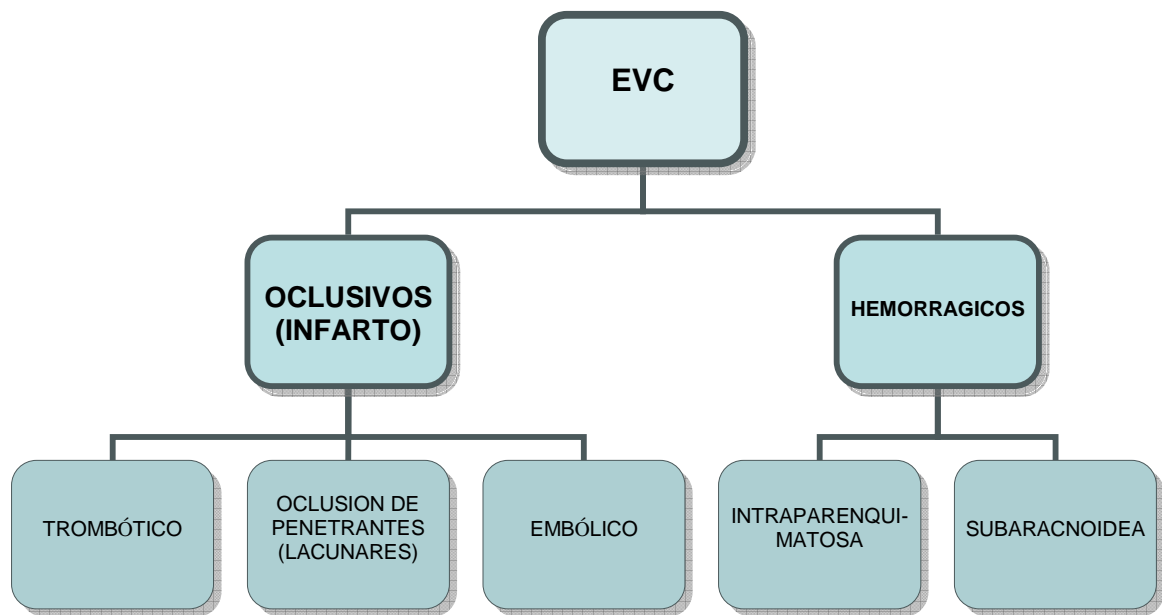 EVC
OCLUSIVOS
(INFARTO)
HEMORRAGICOS
TROMBÓTICO
OCLUSION DE
PENETRANTES
(LACUNARES)
EMBÓLICO
INTRAPARENQUI-
MATOSA
SUBARACNOIDEA